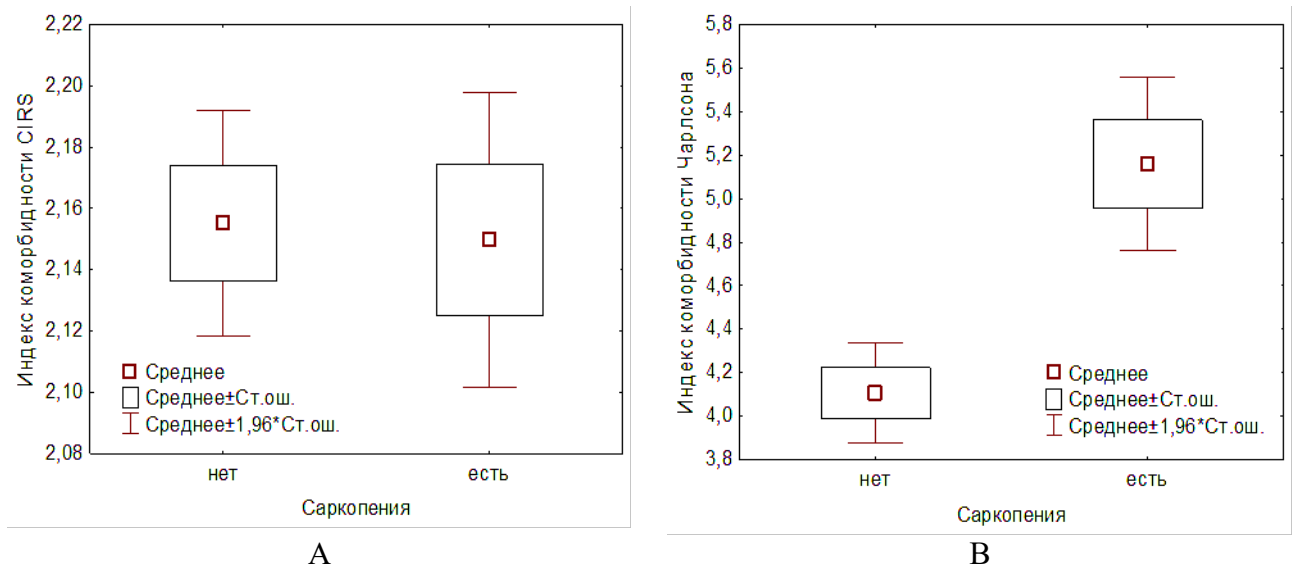 Индекс коморбидности CIRS
2,22
2,20
2,18
2,16
2,14
2,12
2,10
2,08
Среднее
Среднее±Ст.ош.
Среднее±1,96*Ст.ош.
нет
есть
Саркопения
A
Индекс коморбидности Чарлсона
5,8
5,6
5,4
5,2
5,0
4,8
4,6
4,4
4,2
4,0
3,8
Среднее
Среднее±Ст.ош.
Среднее±1,96*Ст.ош.
нет
есть
Саркопения
B